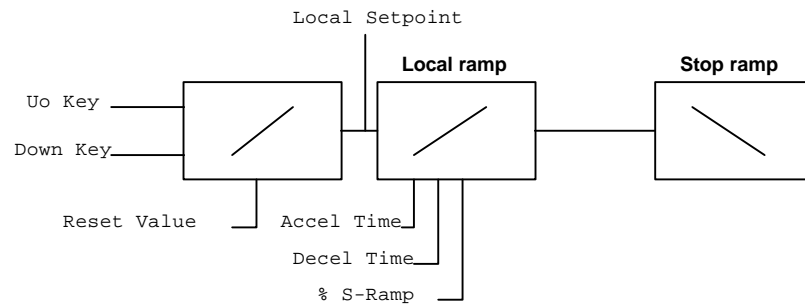 Local Setpoint
Local ramp
Stop ramp
Uo Key
Down Key
Reset Value
Accel Time
Decel Time
% S-Ramp